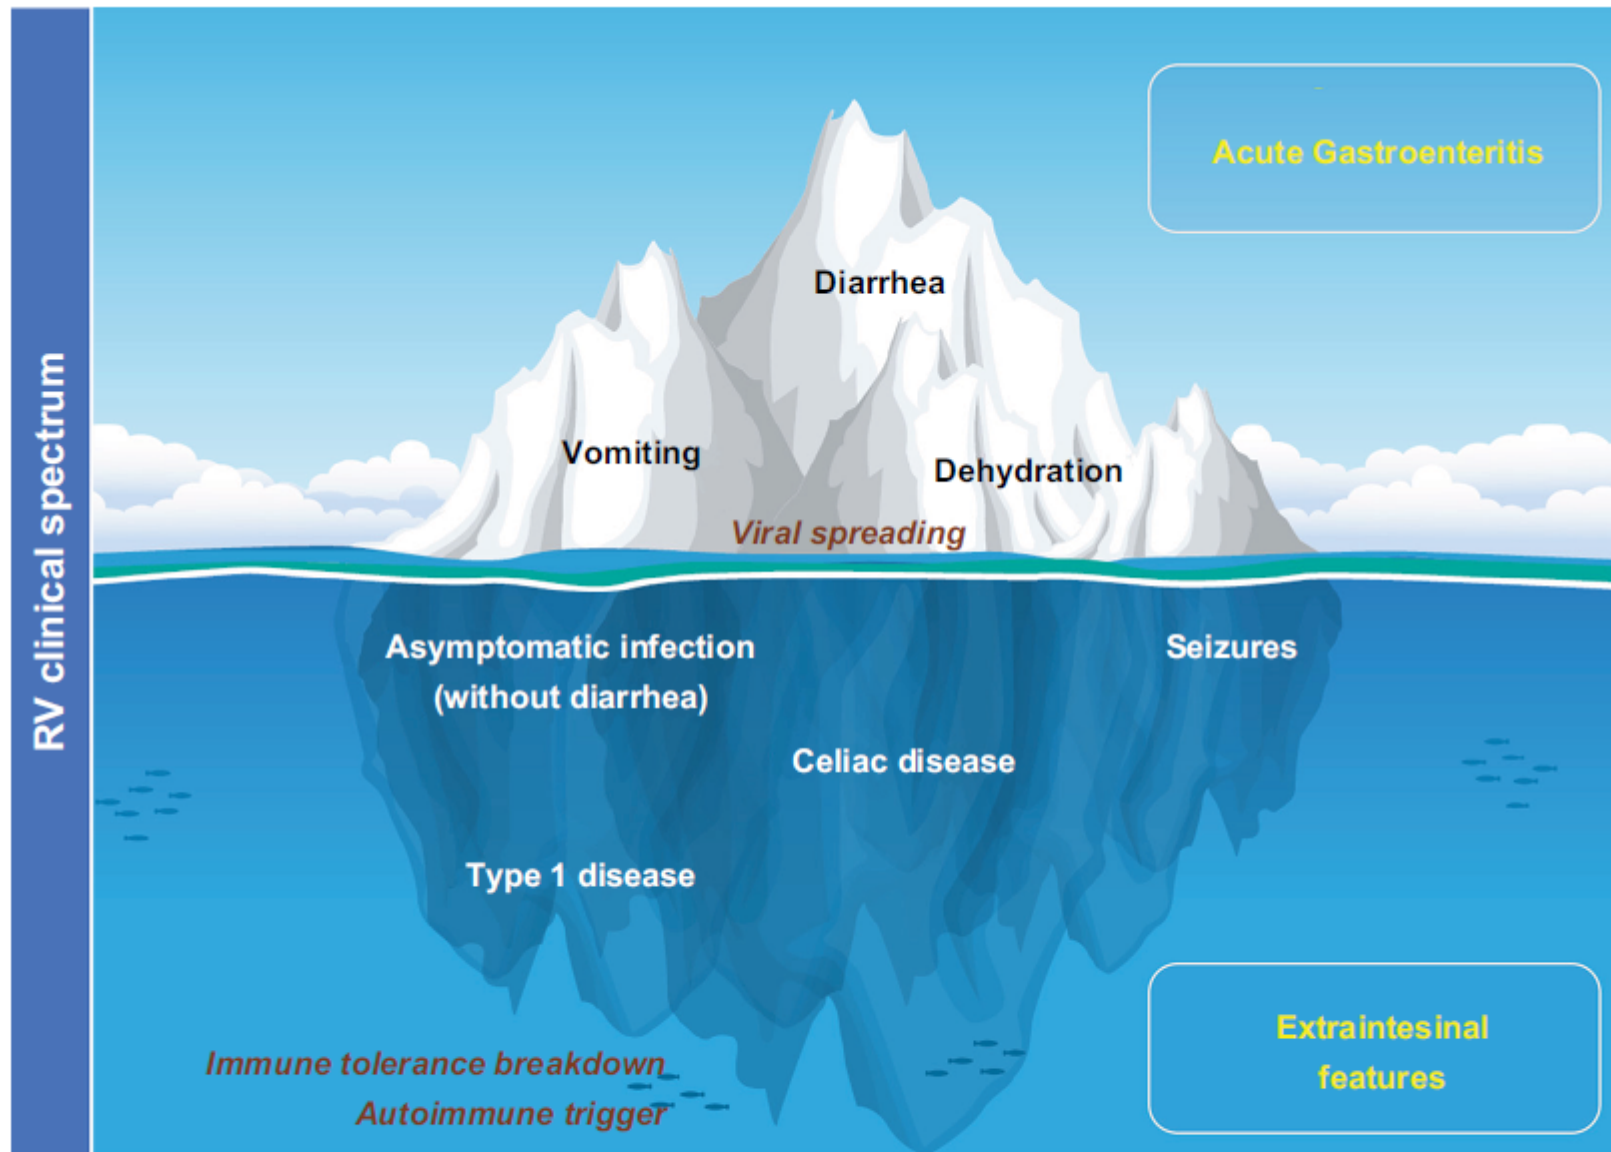 RV clinical spectrum
Acute Gastroenteritis
Diarrhea
Vomiting
Dehydration
Viral spreading
Asymptomatic infection
(without diarrhea)
Seizures
Celiac disease
Type 1 disease
Extraintesinal
features
Immune tolerance breakdown
Autoimmune trigger